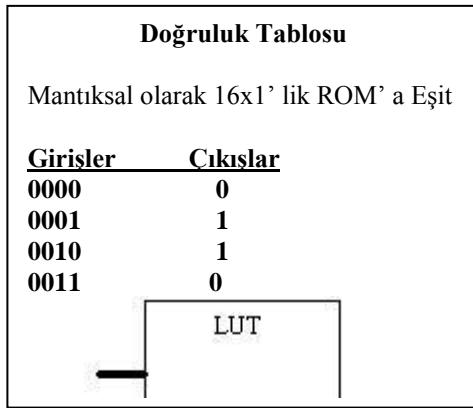 Doğruluk Tablosu
Mantıksal olarak 16x1’ lik ROM’ a Eşit
Girişler Çıkışlar
0000 0
0001 1
0010 1
0011 0
LUT